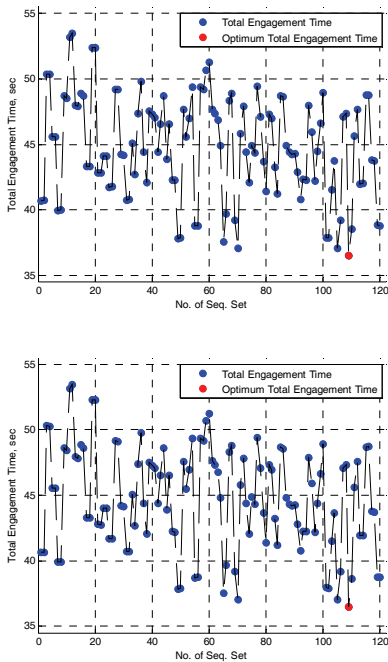 55
Total Engagement Time
Optimum Total Engagement Time
50
45
40
35
Total Engagement Time, sec
0 20 40 60 80 100 120
No. of Seq. Set
55
Total Engagement Time
Optimum Total Engagement Time
50
45
40
35
Total Engagement Time, sec
0 20 40 60 80 100 120
No. of Seq. Set